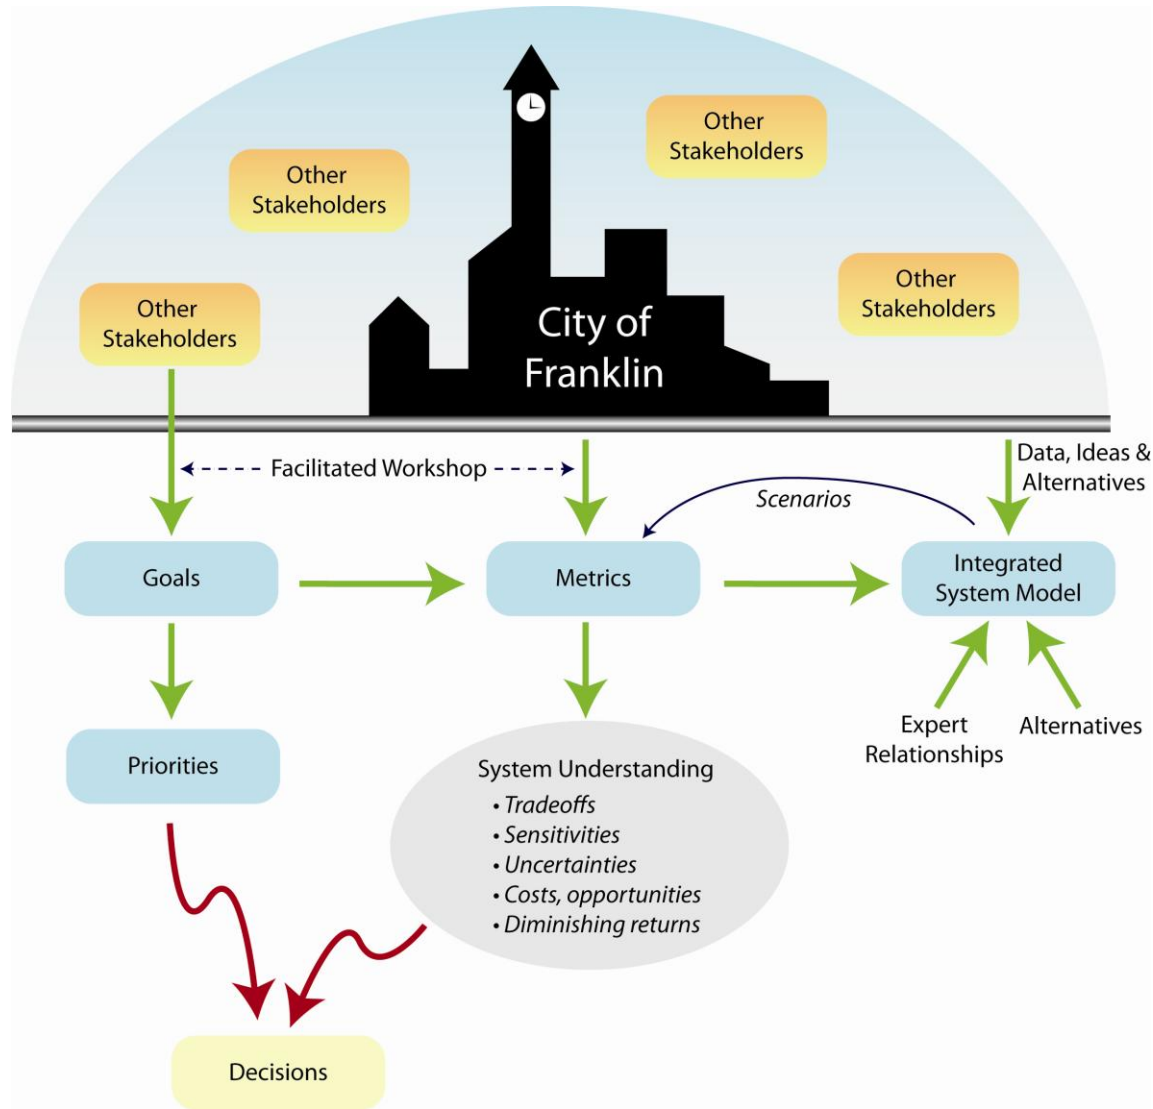 Other
Stakeholders
Other
Stakeholders
Other
Stakeholders
Other
Stakeholders
City of
Franklin
Facilitated Workshop
Data, Ideas &
Alternatives
Scenarios
Goals
Metrics
Integrated
System Model
Expert
Relationships
Alternatives
Priorities
System Understanding
• Tradeoffs
• Sensitivities
• Uncertainties
• Costs, opportunities
• Diminishing returns
Decisions